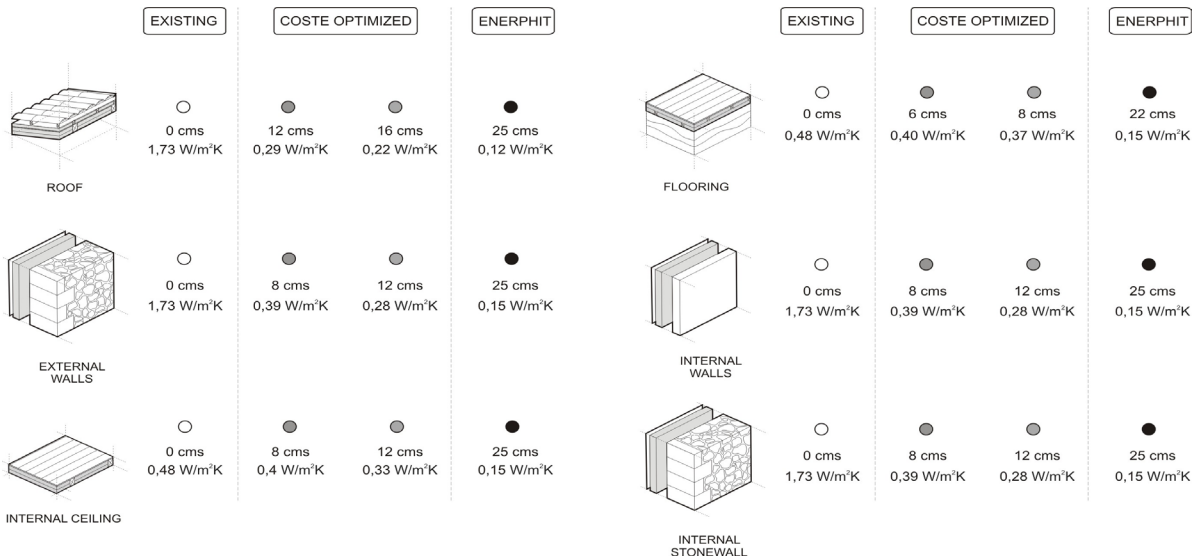 EXISTING COSTE OPTIMIZED ENERPHIT
0 cms 12 cms 16 cms 25 cms
1,73 W/m²K 0,29 W/m²K 0,22 W/m²K 0,12 W/m²K
ROOF
0 cms 8 cms 12 cms 25 cms
1,73 W/m²K 0,39 W/m²K 0,28 W/m²K 0,15 W/m²K
EXTERNAL
WALLS
0 cms 8 cms 12 cms 25 cms
0,48 W/m²K 0,4 W/m²K 0,33 W/m²K 0,15 W/m²K
INTERNAL CEILING
EXISTING COSTE OPTIMIZED ENERPHIT
0 cms 6 cms 8 cms 22 cms
0,48 W/m²K 0,40 W/m²K 0,37 W/m²K 0,15 W/m²K
FLOORING
0 cms 8 cms 12 cms 25 cms
1,73 W/m²K 0,39 W/m²K 0,28 W/m²K 0,15 W/m²K
INTERNAL
WALLS
0 cms 8 cms 12 cms 25 cms
1,73 W/m²K 0,39 W/m²K 0,28 W/m²K 0,15 W/m²K
INTERNAL
STONEWALL